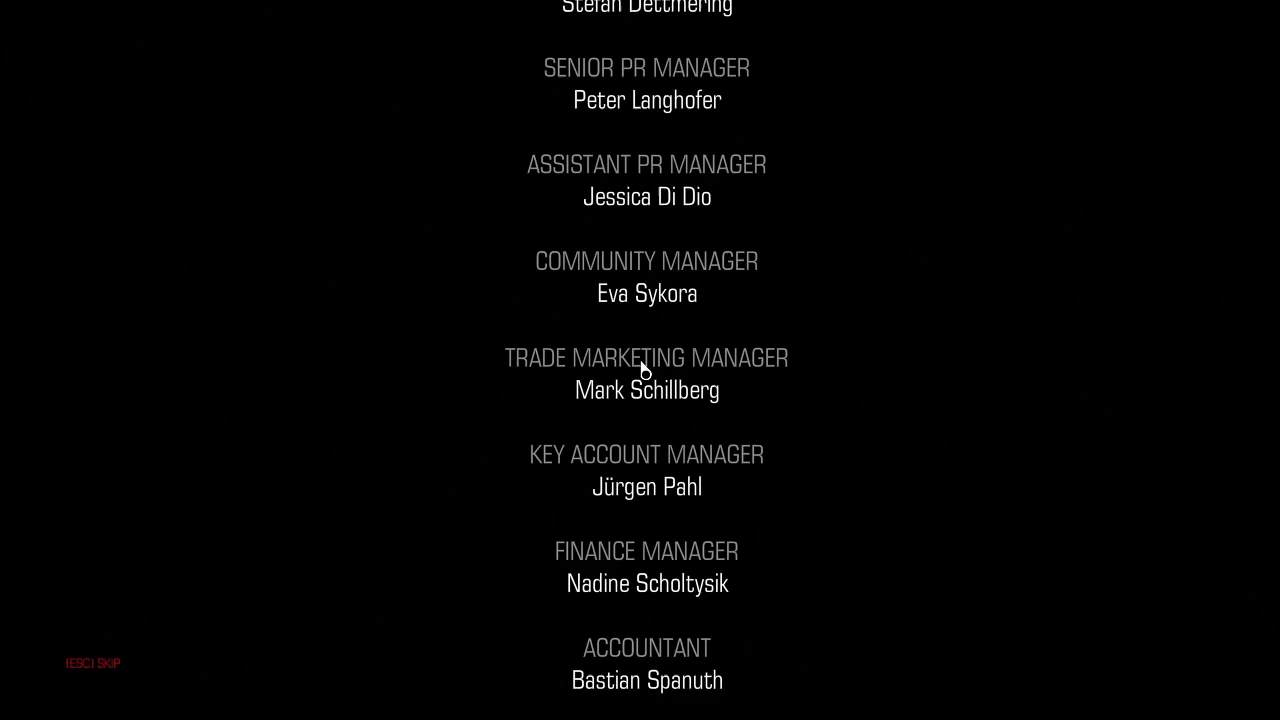 Stefan Dettmering
SENIOR PR MANAGER
Peter Langhofer
ASSISTANT PR MANAGER
Jessica Di Dio
COMMUNITY MANAGER
Eva Sykora
TRADE MARKETING MANAGER
Mark Schillberg
KEY ACCOUNT MANAGER
Jürgen Pahl
FINANCE MANAGER
Nadine Scholtysik
ACCOUNTANT
[ESC] SKIP
Bastian Spanuth